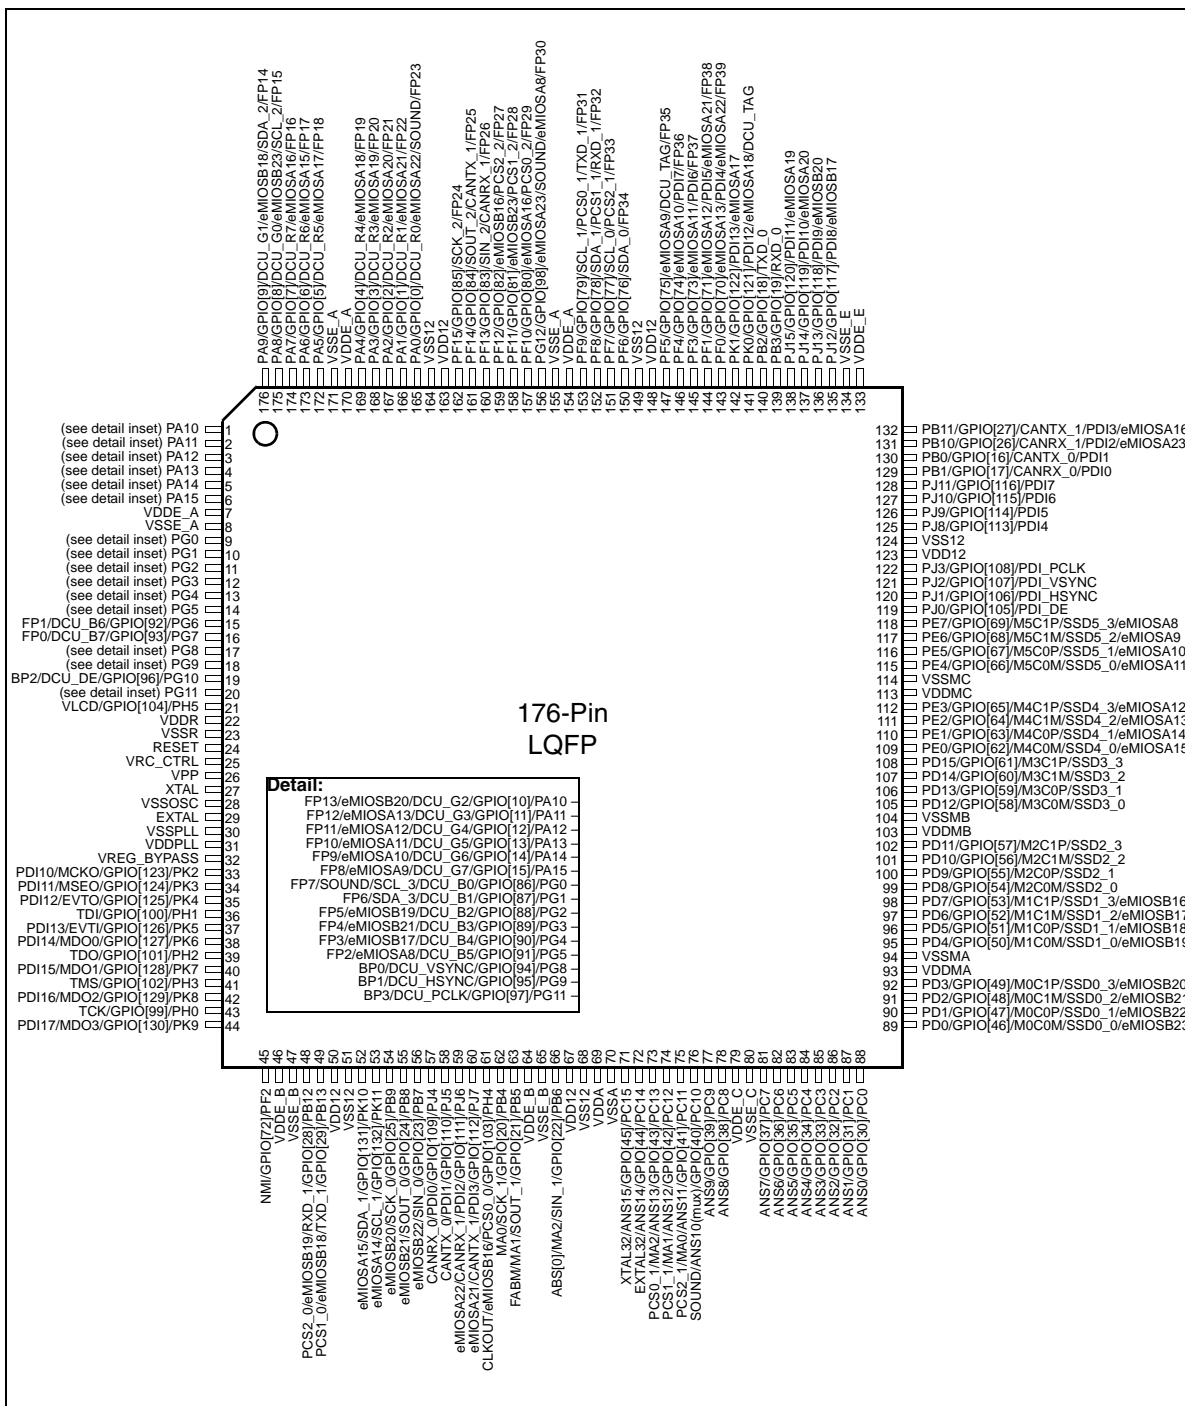 PA9/GPIO[9]/DCU_G1/eMIOSB18/SDA_2/FP14
PA8/GPIO[8]/DCU_G0/eMIOSB23/SCL_2/FP15
PA7/GPIO[7]/DCU_R7/eMIOSA16/FP16
PA6/GPIO[6]/DCU_R6/eMIOSA15/FP17
PA5/GPIO[5]/DCU_R5/eMIOSA17/FP18
VSSE_A
VDDE_A
PA4/GPIO[4]/DCU_R4/eMIOSA18/FP19
PA3/GPIO[3]/DCU_R3/eMIOSA19/FP20
PA2/GPIO[2]/DCU_R2/eMIOSA20/FP21
PA1/GPIO[1]/DCU_R1/eMIOSA21/FP22
PA0/GPIO[0]/DCU_R0/eMIOSA22/SOUND/FP23
VSS12
VDD12
PF15/GPIO[85]/SCK_2/FP24
PF14/GPIO[84]/SOUT_2/CANTX_1/FP25
PF13/GPIO[83]/SIN_2/CANRX_1/FP26
PF12/GPIO[82]/eMIOSB16/PCS2_2/FP27
PF11/GPIO[81]/eMIOSB23/PCS1_2/FP28
PF10/GPIO[80]/eMIOSA16/PCS0_2/FP29
PG12/GPIO[98]/eMIOSA23/SOUND/eMIOSA8/FP30
VSSE_A
VDDE_A
PF9/GPIO[79]/SCL_1/PCS0_1/TXD_1/FP31
PF8/GPIO[78]/SDA_1/PCS1_1/RXD_1/FP32
PF7/GPIO[77]/SCL_0/PCS2_1/FP33
PF6/GPIO[76]/SDA_0/FP34
VSS12
VDD12
PF5/GPIO[75]/eMIOSA9/DCU_TAG/FP35
PF4/GPIO[74]/eMIOSA10/PDI7/FP36
PF3/GPIO[73]/eMIOSA11/PDI6/FP37
PF1/GPIO[71]/eMIOSA12/PDI5/eMIOSA21/FP38
PF0/GPIO[70]/eMIOSA13/PDI4/eMIOSA22/FP39
PK1/GPIO[122]/PDI13/eMIOSA17
PK0/GPIO[121]/PDI12/eMIOSA18/DCU_TAG
PB2/GPIO[18]/TXD_0
PB3/GPIO[19]/RXD_0
PJ15/GPIO[120]/PDI11/eMIOSA19
PJ14/GPIO[119]/PDI10/eMIOSA20
PJ13/GPIO[118]/PDI9/eMIOSB20
PJ12/GPIO[117]/PDI8/eMIOSB17
VSSE_E
VDDE_E
176 175 174 173 172 171 170 169 168 167 166 165 164 163 162 161 160 159 158 157 156 155 154 153 152 151 150 149 148 147 146 145 144 143 142 141 140 139 138 137 136 135 134 133
(see detail inset) PA10 1
(see detail inset) PA11 2
(see detail inset) PA12 3
(see detail inset) PA13 4
(see detail inset) PA14 5
(see detail inset) PA15 6
VDDE_A 7
VSSE_A 8
(see detail inset) PG0 9
(see detail inset) PG1 10
(see detail inset) PG2 11
(see detail inset) PG3 12
(see detail inset) PG4 13
(see detail inset) PG5 14
FP1/DCU_B6/GPIO[92]/PG6 15
FP0/DCU_B7/GPIO[93]/PG7 16
(see detail inset) PG8 17
(see detail inset) PG9 18
BP2/DCU_DE/GPIO[96]/PG10 19
(see detail inset) PG11 20
VLCD/GPIO[104]/PH5 21
VDDR 22
VSSR 23
RESET 24
VRC_CTRL 25
VPP 26
XTAL 27
VSSOSC 28
EXTAL 29
VSSPLL 30
VDDPLL 31
VREG_BYPASS 32
PDI10/MCKO/GPIO[123]/PK2 33
PDI11/MSEO/GPIO[124]/PK3 34
PDI12/EVTO/GPIO[125]/PK4 35
TDI/GPIO[100]/PH1 36
PDI13/EVTI/GPIO[126]/PK5 37
PDI14/MDO0/GPIO[127]/PK6 38
TDO/GPIO[101]/PH2 39
PDI15/MDO1/GPIO[128]/PK7 40
TMS/GPIO[102]/PH3 41
PDI16/MDO2/GPIO[129]/PK8 42
TCK/GPIO[99]/PH0 43
PDI17/MDO3/GPIO[130]/PK9 44
176-Pin
LQFP
Detail:
FP13/eMIOSB20/DCU_G2/GPIO[10]/PA10
FP12/eMIOSA13/DCU_G3/GPIO[11]/PA11
FP11/eMIOSA12/DCU_G4/GPIO[12]/PA12
FP10/eMIOSA11/DCU_G5/GPIO[13]/PA13
FP9/eMIOSA10/DCU_G6/GPIO[14]/PA14
FP8/eMIOSA9/DCU_G7/GPIO[15]/PA15
FP7/SOUND/SCL_3/DCU_B0/GPIO[86]/PG0
FP6/SDA_3/DCU_B1/GPIO[87]/PG1
FP5/eMIOSB19/DCU_B2/GPIO[88]/PG2
FP4/eMIOSB21/DCU_B3/GPIO[89]/PG3
FP3/eMIOSB17/DCU_B4/GPIO[90]/PG4
FP2/eMIOSA8/DCU_B5/GPIO[91]/PG5
BP0/DCU_VSYNC/GPIO[94]/PG8
BP1/DCU_HSYNC/GPIO[95]/PG9
BP3/DCU_PCLK/GPIO[97]/PG11
132 PB11/GPIO[27]/CANTX_1/PDI3/eMIOSA16
131 PB10/GPIO[26]/CANRX_1/PDI2/eMIOSA23
130 PB0/GPIO[16]/CANTX_0/PDI1
129 PB1/GPIO[17]/CANRX_0/PDI0
128 PJ11/GPIO[116]/PDI7
127 PJ10/GPIO[115]/PDI6
126 PJ9/GPIO[114]/PDI5
125 PJ8/GPIO[113]/PDI4
124 VSS12
123 VDD12
122 PJ3/GPIO[108]/PDI_PCLK
121 PJ2/GPIO[107]/PDI_VSYNC
120 PJ1/GPIO[106]/PDI_HSYNC
119 PJ0/GPIO[105]/PDI_DE
118 PE7/GPIO[69]/M5C1P/SSD5_3/eMIOSA8
117 PE6/GPIO[68]/M5C1M/SSD5_2/eMIOSA9
116 PE5/GPIO[67]/M5C0P/SSD5_1/eMIOSA10
115 PE4/GPIO[66]/M5C0M/SSD5_0/eMIOSA11
114 VSSMC
113 VDDMC
112 PE3/GPIO[65]/M4C1P/SSD4_3/eMIOSA12
111 PE2/GPIO[64]/M4C1M/SSD4_2/eMIOSA13
110 PE1/GPIO[63]/M4C0P/SSD4_1/eMIOSA14
109 PE0/GPIO[62]/M4C0M/SSD4_0/eMIOSA15
108 PD15/GPIO[61]/M3C1P/SSD3_3
107 PD14/GPIO[60]/M3C1M/SSD3_2
106 PD13/GPIO[59]/M3C0P/SSD3_1
105 PD12/GPIO[58]/M3C0M/SSD3_0
104 VSSMB
103 VDDMB
102 PD11/GPIO[57]/M2C1P/SSD2_3
101 PD10/GPIO[56]/M2C1M/SSD2_2
100 PD9/GPIO[55]/M2C0P/SSD2_1
99 PD8/GPIO[54]/M2C0M/SSD2_0
98 PD7/GPIO[53]/M1C1P/SSD1_3/eMIOSB16
97 PD6/GPIO[52]/M1C1M/SSD1_2/eMIOSB17
96 PD5/GPIO[51]/M1C0P/SSD1_1/eMIOSB18
95 PD4/GPIO[50]/M1C0M/SSD1_0/eMIOSB19
94 VSSMA
93 VDDMA
92 PD3/GPIO[49]/M0C1P/SSD0_3/eMIOSB20
91 PD2/GPIO[48]/M0C1M/SSD0_2/eMIOSB21
90 PD1/GPIO[47]/M0C0P/SSD0_1/eMIOSB22
89 PD0/GPIO[46]/M0C0M/SSD0_0/eMIOSB23
45 46 47 48 49 50 51 52 53 54 55 56 57 58 59 60 61 62 63 64 65 66 67 68 69 70 71 72 73 74 75 76 77 78 79 80 81 82 83 84 85 86 87 88
NMI/GPIO[72]/PF2
VDDE_B
VSSE_B
PCS2_0/eMIOSB19/RXD_1/GPIO[28]/PB12
PCS1_0/eMIOSB18/TXD_1/GPIO[29]/PB13
VDD12
VSS12
eMIOSA15/SDA_1/GPIO[131]/PK10
eMIOSA14/SCL_1/GPIO[132]/PK11
eMIOSB20/SCK_0/GPIO[25]/PB9
eMIOSB21/SOUT_0/GPIO[24]/PB8
eMIOSB22/SIN_0/GPIO[23]/PB7
CANRX_0/PDI0/GPIO[109]/PJ4
CANTX_0/PDI1/GPIO[110]/PJ5
eMIOSA22/CANRX_1/PDI2/GPIO[111]/PJ6
eMIOSA21/CANTX_1/PDI3/GPIO[112]/PJ7
CLKOUT/eMIOSB16/PCS0_0/GPIO[103]/PH4
MA0/SCK_1/GPIO[20]/PB4
FABM/MA1/SOUT_1/GPIO[21]/PB5
VDDE_B
VSSE_B
ABS[0]/MA2/SIN_1/GPIO[22]/PB6
VDD12
VSS12
VDDA
VSSA
XTAL32/ANS15/GPIO[45]/PC15
EXTAL32/ANS14/GPIO[44]/PC14
PCS0_1/MA2/ANS13/GPIO[43]/PC13
PCS1_1/MA1/ANS12/GPIO[42]/PC12
PCS2_1/MA0/ANS11/GPIO[41]/PC11
SOUND/ANS10(mux)/GPIO[40]/PC10
ANS9/GPIO[39]/PC9
ANS8/GPIO[38]/PC8
VDDE_C
VSSE_C
ANS7/GPIO[37]/PC7
ANS6/GPIO[36]/PC6
ANS5/GPIO[35]/PC5
ANS4/GPIO[34]/PC4
ANS3/GPIO[33]/PC3
ANS2/GPIO[32]/PC2
ANS1/GPIO[31]/PC1
ANS0/GPIO[30]/PC0